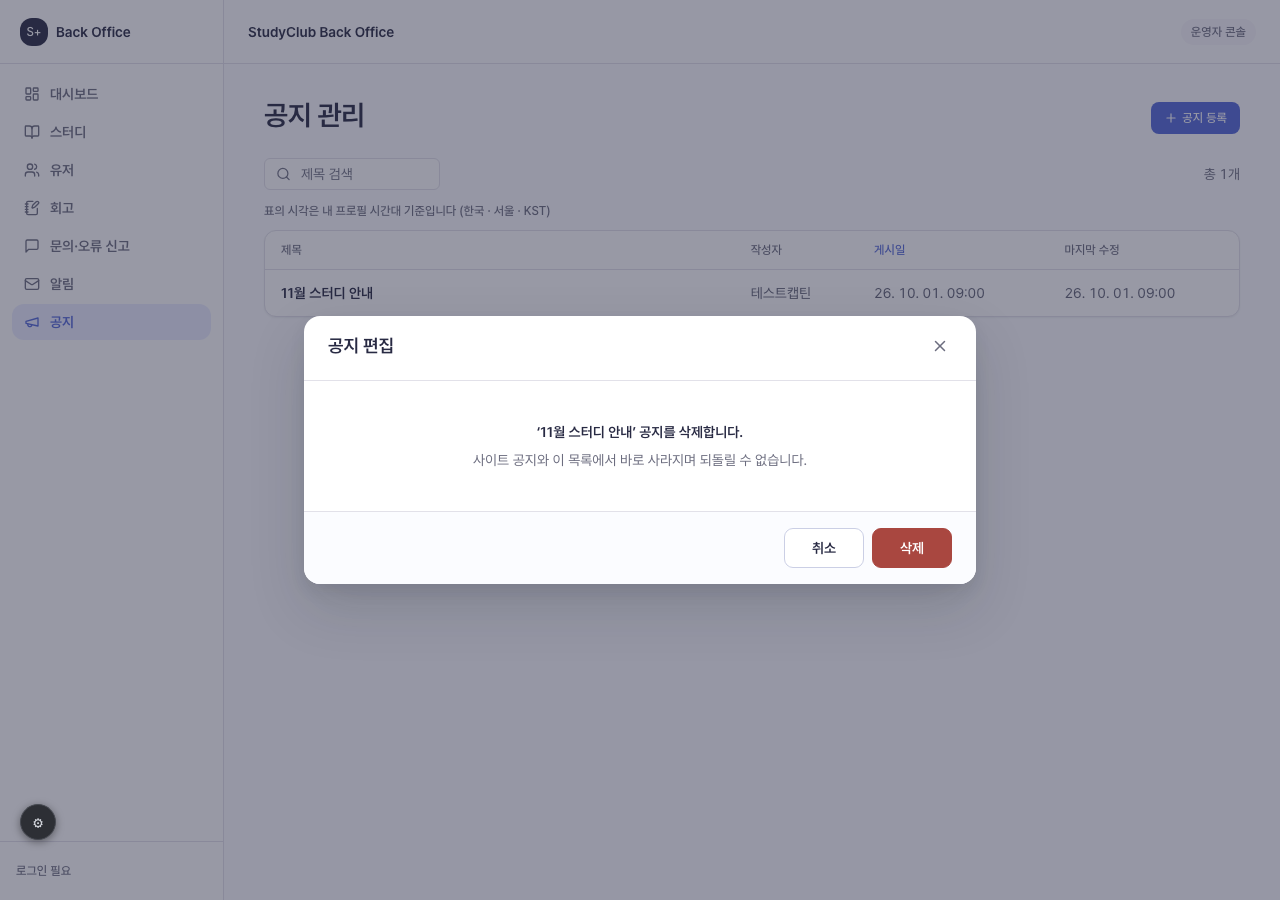 S+ Back Office
StudyClub Back Office
운영자 콘솔
대시보드
스터디
유저
회고
문의·오류 신고
알림
공지
공지 관리
공지 등록
제목 검색
총 1개
표의 시각은 내 프로필 시간대 기준입니다 (한국 · 서울 · KST)
제목 작성자 게시일 마지막 수정
11월 스터디 안내 테스트캡틴 26. 10. 01. 09:00 26. 10. 01. 09:00
공지 편집
‘11월 스터디 안내’ 공지를 삭제합니다.
사이트 공지와 이 목록에서 바로 사라지며 되돌릴 수 없습니다.
취소 삭제
로그인 필요